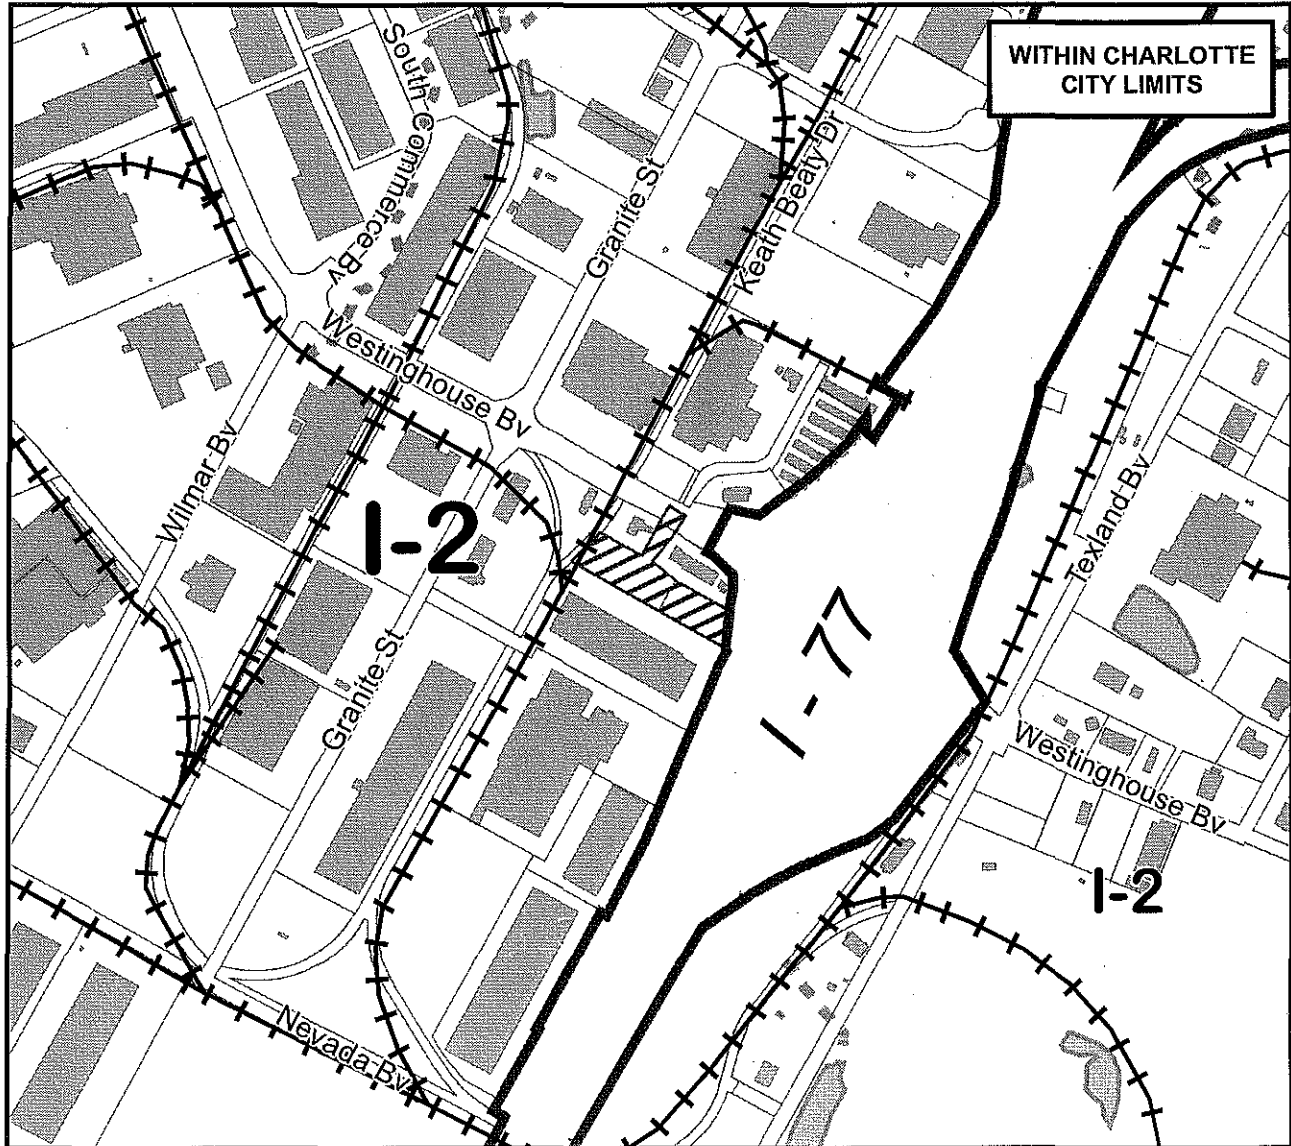 WITHIN CHARLOTTE
CITY LIMITS
South Commerce Bv
Granite St
Keath Beaty Dr
Westinghouse Bv
Wilmar Bv
I-2
Texland Bv
I - 77
Granite St
Westinghouse Bv
I-2
Nevada Bv